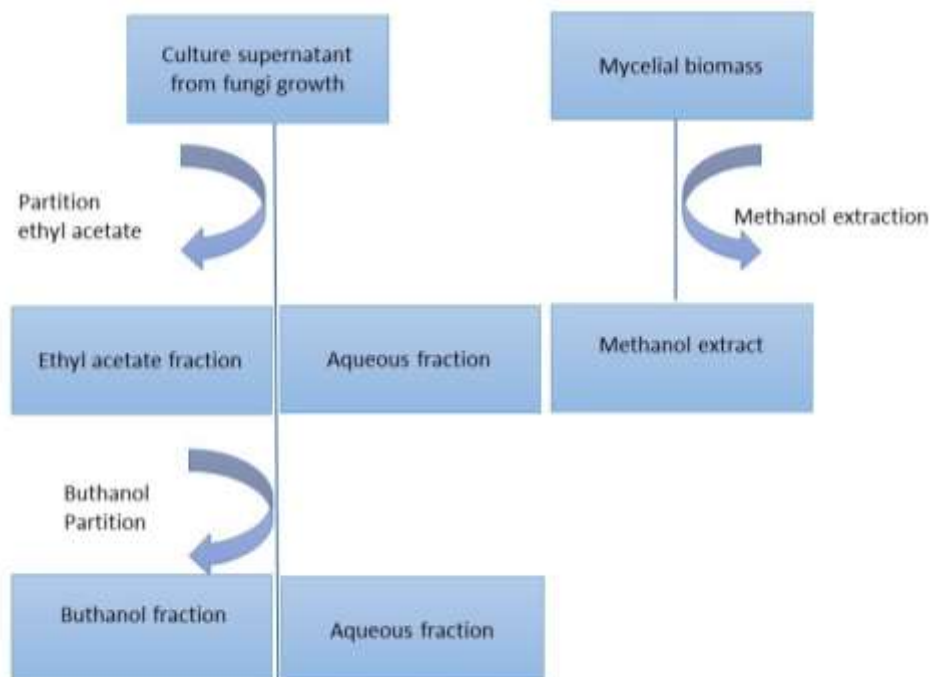 Culture supernatant
from fungi growth
Mycelial biomass
Partition
ethyl acetate
Methanol extraction
Ethyl acetate fraction
Aqueous fraction
Methanol extract
Buthanol
Partition
Buthanol fraction
Aqueous fraction